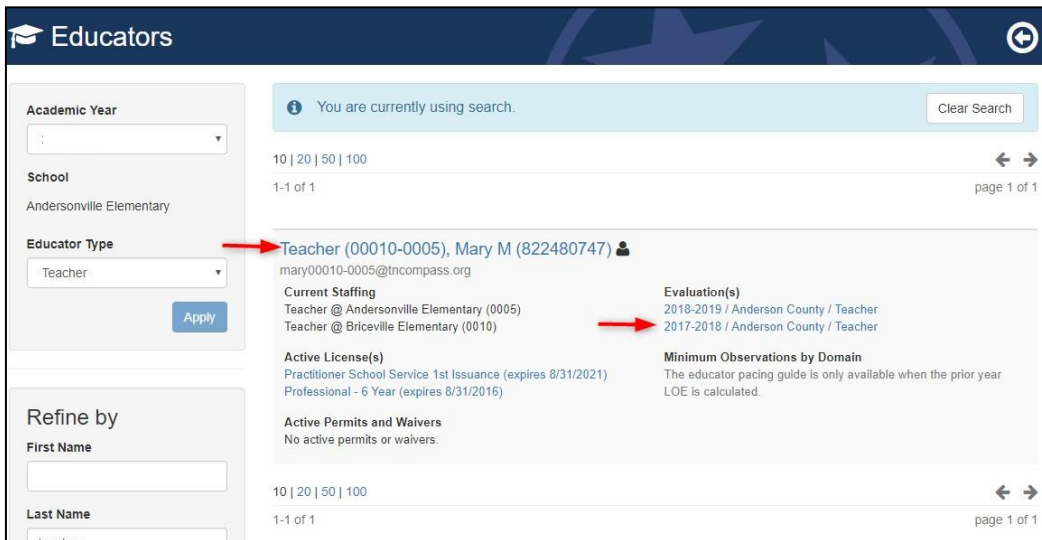 Educators
Academic Year
School
Andersonville Elementary
Educator Type
Teacher
Apply
Refine by
First Name
Last Name
You are currently using search.
Clear Search
10 | 20 | 50 | 100
1-1 of 1
page 1 of 1
Teacher (00010-0005), Mary M (822480747)
mary00010-0005@tncompass.org
Current Staffing
Teacher @ Andersonville Elementary (0005)
Teacher @ Briceville Elementary (0010)
Active License(s)
Practitioner School Service 1st Issuance (expires 8/31/2021)
Professional - 6 Year (expires 8/31/2016)
Active Permits and Waivers
No active permits or waivers.
Evaluation(s)
2018-2019 / Anderson County / Teacher
2017-2018 / Anderson County / Teacher
Minimum Observations by Domain
The educator pacing guide is only available when the prior year
LOE is calculated.
10 | 20 | 50 | 100
1-1 of 1
page 1 of 1